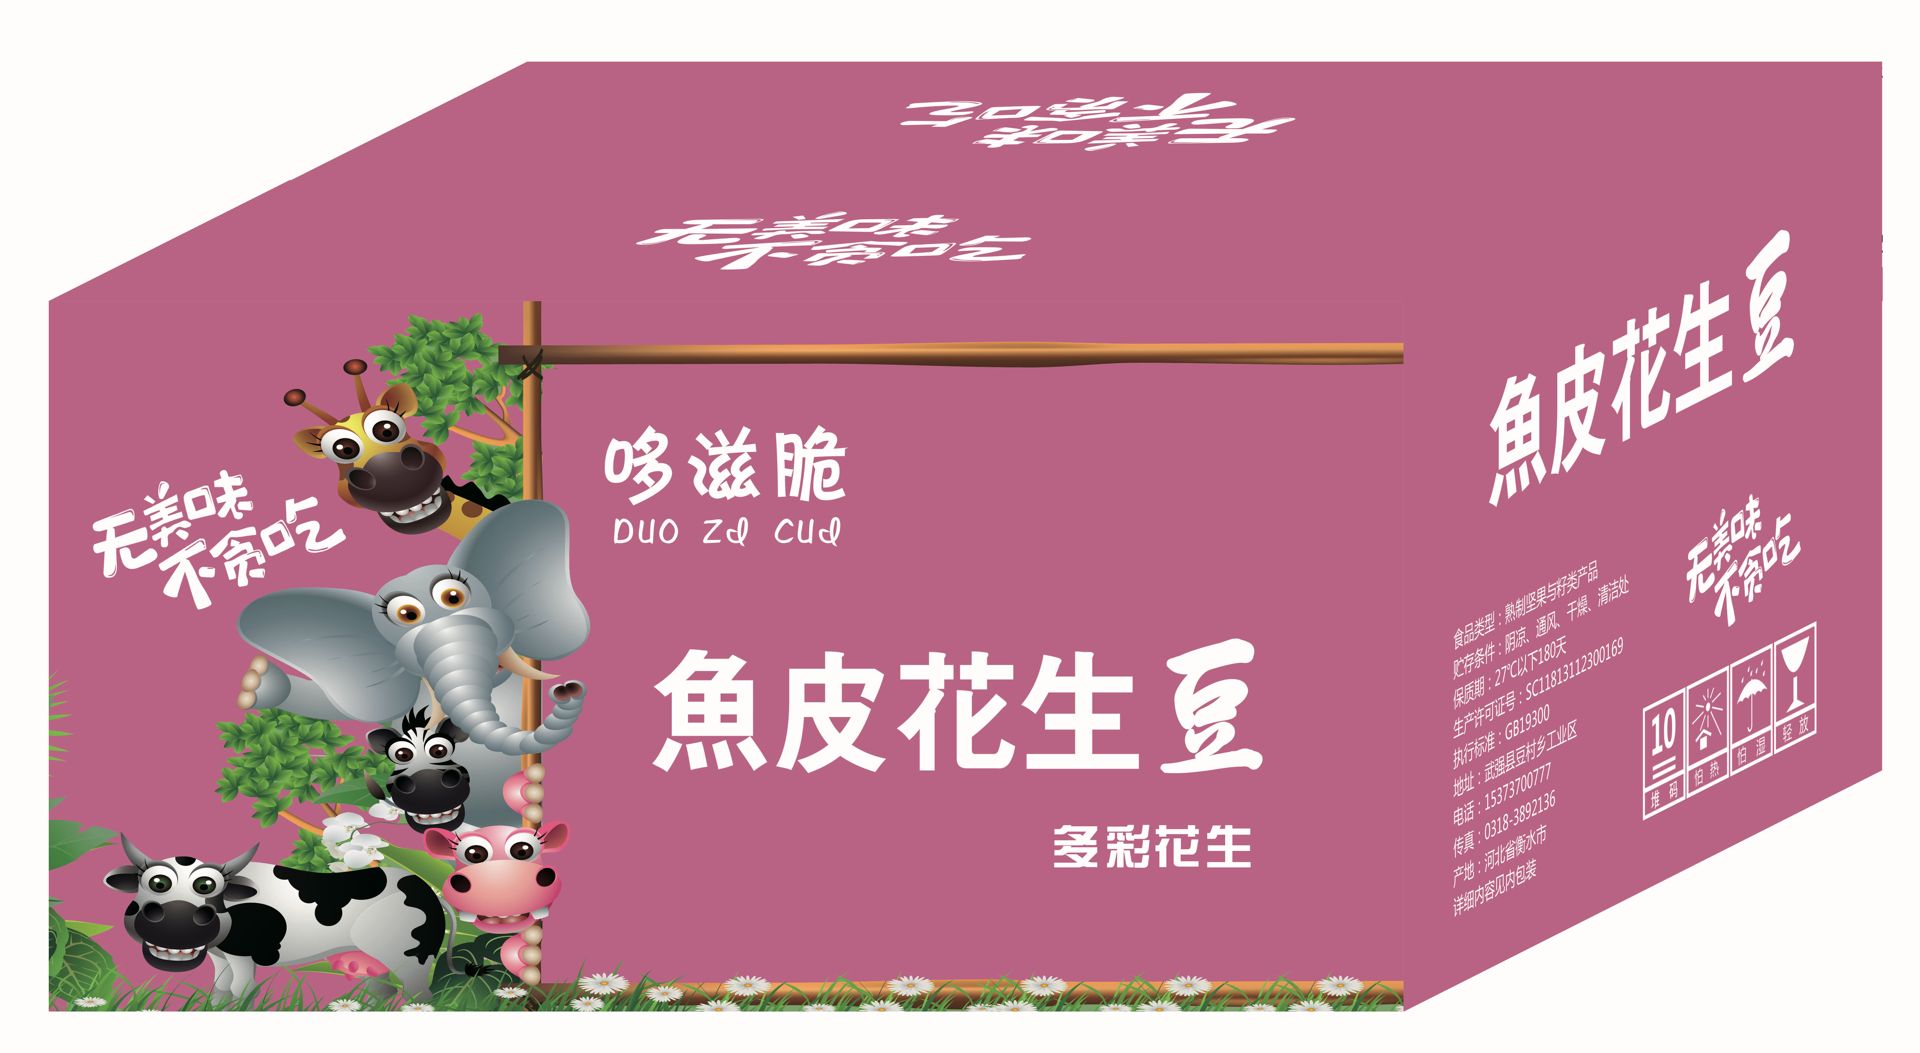 无美味
不贪吃
无美味
不贪吃
无美味
不贪吃
哆滋脆
DUO Za CUa
魚皮花生豆
多彩花生
魚皮花生豆
无美味
不贪吃
食品类型：熟制坚果与籽类产品
贮存条件：阴凉、通风、干燥、清洁处
保质期：27℃以下180天
生产许可证号：SC11813112300169
执行标准：GB19300
地址：武强县豆村乡工业区
电话：15373700777
传真：0318-3892136
产地：河北省衡水市
详细内容见内包装
10
堆码 怕热 怕湿 轻放